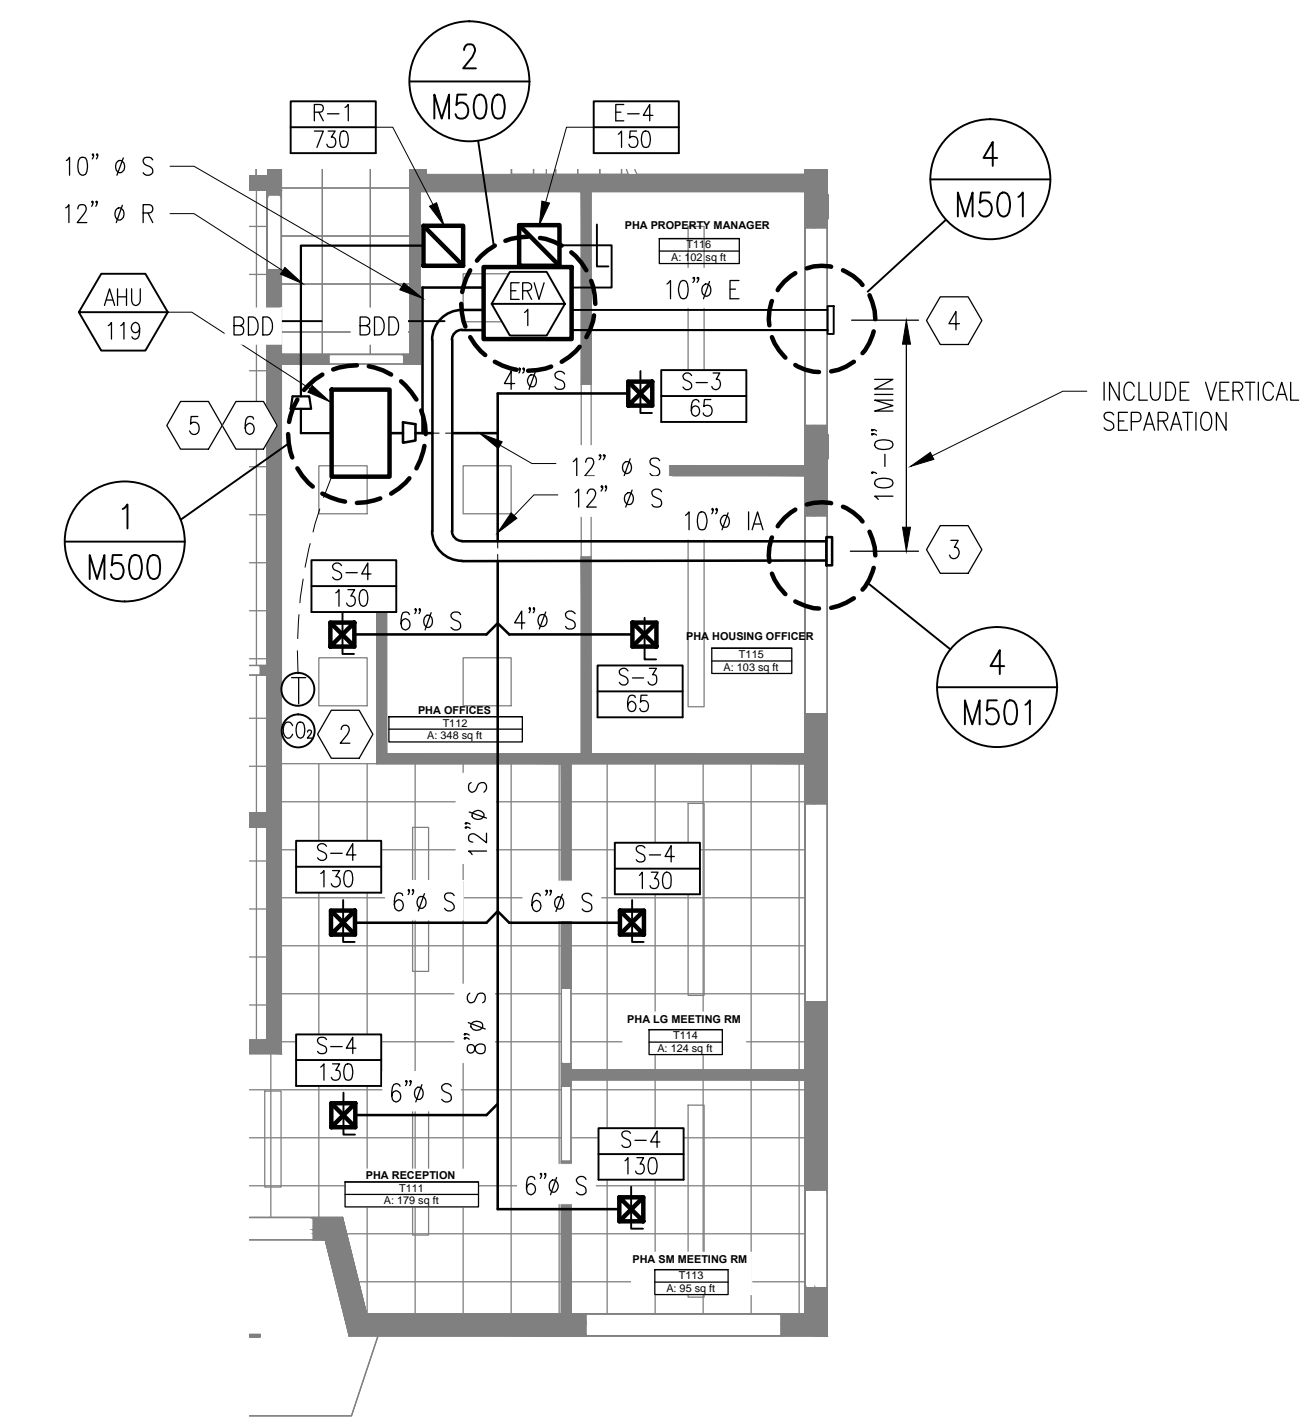 2
M500
R-1
730
E-4
150
4
M501
10" ø S
12" ø R
PHA PROPERTY MANAGER
T116
A: 102 sq ft
AHU
119
BDD
BDD
ERV
1
10"ø E
4
4"ø S
S-3
65
10'-0" MIN
INCLUDE VERTICAL
SEPARATION
5
6
12" ø S
12" ø S
1
M500
10"ø IA
3
S-4
130
6"ø S
4"ø S
PHA HOUSING OFFICER
T115
A: 103 sq ft
S-3
65
4
M501
T
CO₂
2
PHA OFFICES
T112
A: 348 sq ft
12"ø S
S-4
130
S-4
130
6"ø S
6"ø S
8"ø S
PHA LG MEETING RM
T114
A: 124 sq ft
S-4
130
6"ø S
S-4
130
PHA RECEPTION
T111
A: 179 sq ft
6"ø S
PHA SM MEETING RM
T113
A: 95 sq ft